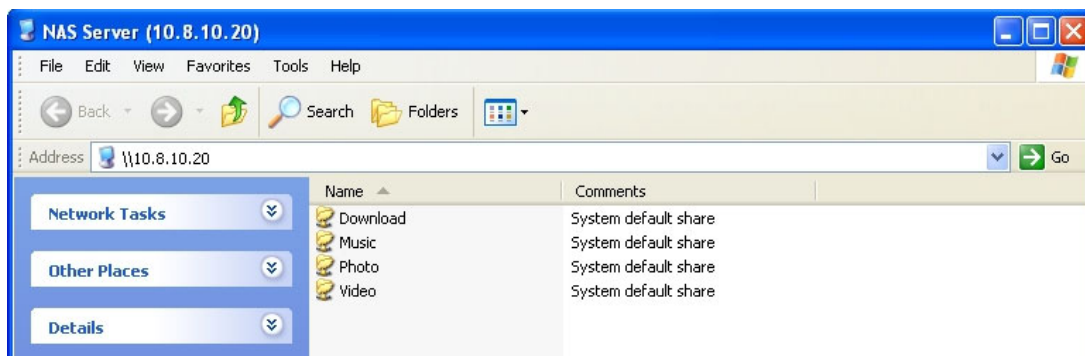 NAS Server (10.8.10.20)
File Edit View Favorites Tools Help
Back Search Folders
Address \\10.8.10.20 Go
Name Comments
Network Tasks
Other Places
Details
Download System default share
Music System default share
Photo System default share
Video System default share